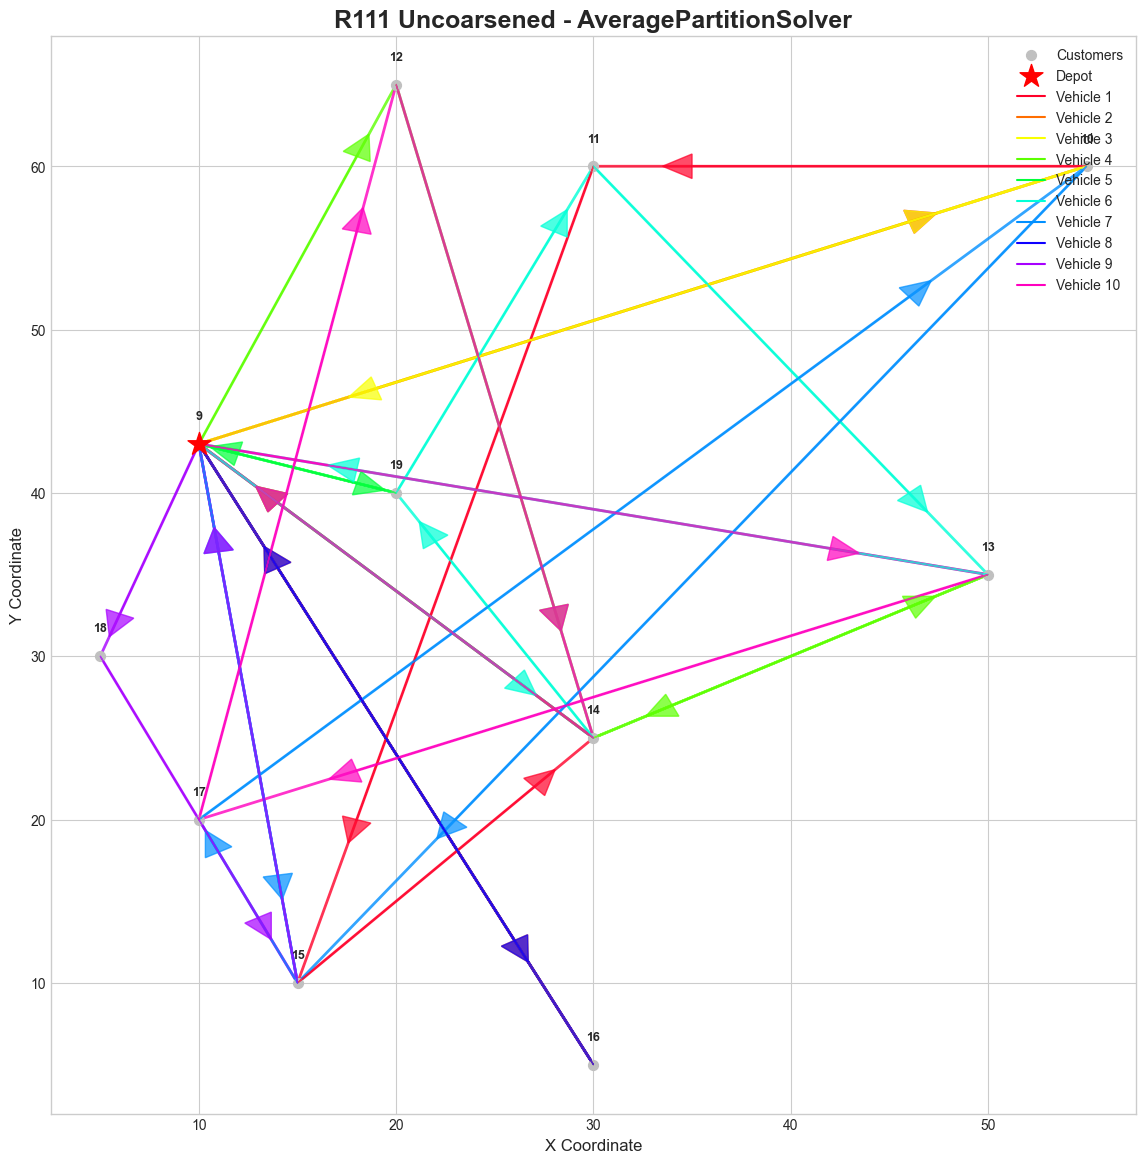 R111 Uncoarsened - AveragePartitionSolver
Customers
Depot
Vehicle 1
Vehicle 2
Vehicle 3
Vehicle 4
Vehicle 5
Vehicle 6
Vehicle 7
Vehicle 8
Vehicle 9
Vehicle 10
12
11
10
9
19
13
18
14
17
15
16
60
50
40
30
20
10
Y Coordinate
10
20
30
40
50
X Coordinate